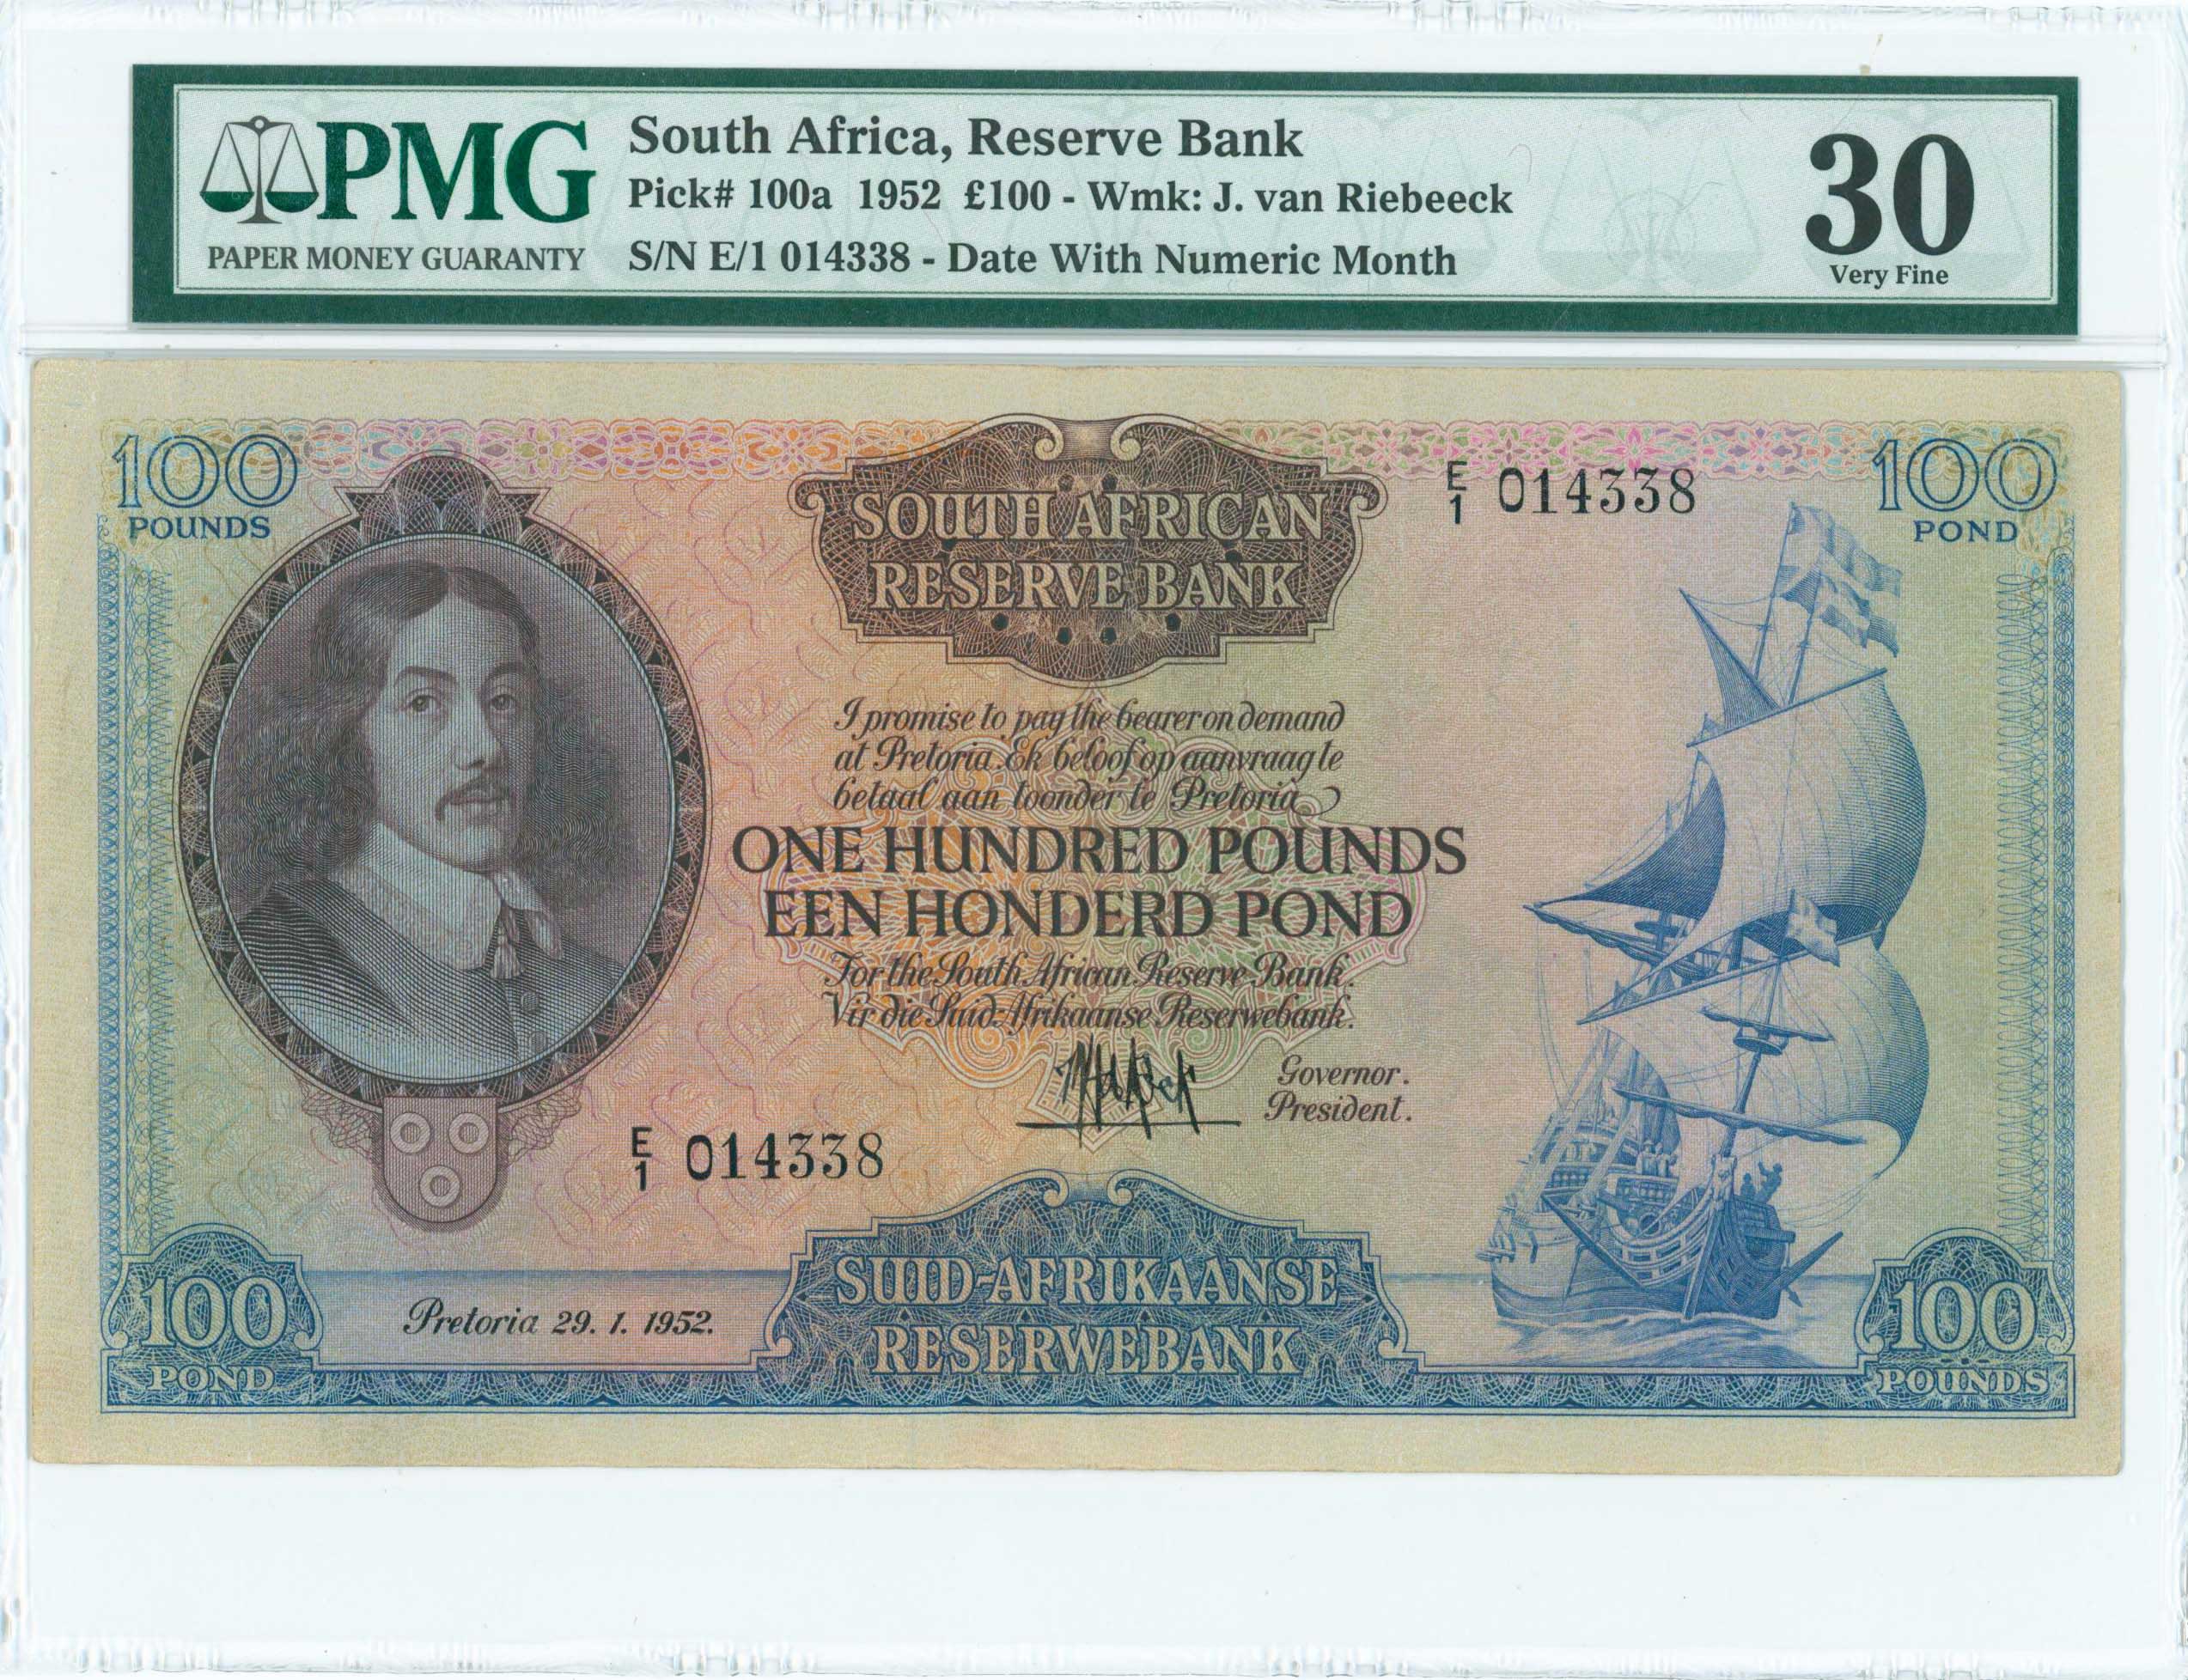 PMG
PAPER MONEY GUARANTY
South Africa, Reserve Bank
Pick# 100a 1952 £100 - Wmk: J. van Riebeeck
S/N E/1 014338 - Date With Numeric Month
30
Very Fine
100
POUNDS
SOUTH AFRICAN
RESERVE BANK
E/1 014338
100
POND
I promise to pay the bearer on demand
at Pretoria. Ek beloof op aanvraag te
betaal aan toonder te Pretoria
ONE HUNDRED POUNDS
EEN HONDERD POND
For the South African Reserve Bank.
Vir die Suid-Afrikaanse Reserwebank.
Governor.
President.
E/1 014338
100
POND
Pretoria 29. 1. 1952.
SUID-AFRIKAANSE
RESERWEBANK
100
POUNDS